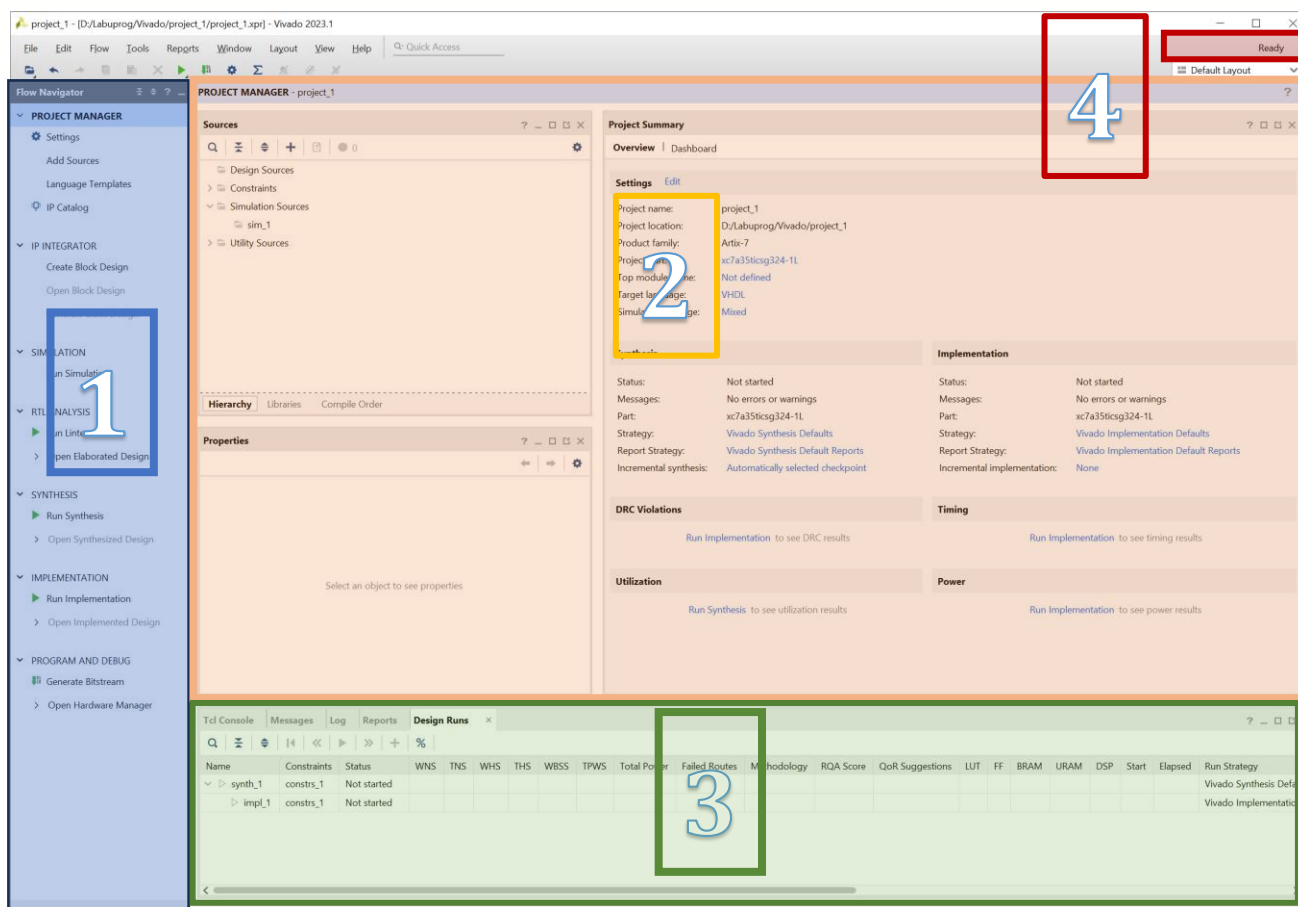 project_1 - [D:/Labuprog/Vivado/project_1/project_1.xpr] - Vivado 2023.1
File Edit Flow Tools Reports Window Layout View Help Quick Access
Ready
Default Layout
Flow Navigator
PROJECT MANAGER
Settings
Add Sources
Language Templates
IP Catalog
IP INTEGRATOR
Create Block Design
Open Block Design
SIMULATION
Run Simulation
RTL ANALYSIS
Run Linter
Open Elaborated Design
SYNTHESIS
Run Synthesis
Open Synthesized Design
IMPLEMENTATION
Run Implementation
Open Implemented Design
PROGRAM AND DEBUG
Generate Bitstream
Open Hardware Manager
1
PROJECT MANAGER - project_1
Sources
0
Design Sources
Constraints
Simulation Sources
sim_1
Utility Sources
Hierarchy Libraries Compile Order
Properties
Select an object to see properties
Project Summary
Overview | Dashboard
Settings Edit
Project name: project_1
Project location: D:/Labuprog/Vivado/project_1
Product family: Artix-7
Project part: xc7a35ticsg324-1L
Top module name: Not defined
Target language: VHDL
Simulator language: Mixed
2
4
Synthesis
Status: Not started
Messages: No errors or warnings
Part: xc7a35ticsg324-1L
Strategy: Vivado Synthesis Defaults
Report Strategy: Vivado Synthesis Default Reports
Incremental synthesis: Automatically selected checkpoint
Implementation
Status: Not started
Messages: No errors or warnings
Part: xc7a35ticsg324-1L
Strategy: Vivado Implementation Defaults
Report Strategy: Vivado Implementation Default Reports
Incremental implementation: None
DRC Violations
Run Implementation to see DRC results
Timing
Run Implementation to see timing results
Utilization
Run Synthesis to see utilization results
Power
Run Implementation to see power results
Tcl Console Messages Log Reports Design Runs
%
Name Constraints Status WNS TNS WHS THS WBSS TPWS Total Power Failed Routes Methodology RQA Score QoR Suggestions LUT FF BRAM URAM DSP Start Elapsed Run Strategy
synth_1 constrs_1 Not started Vivado Synthesis Defa
impl_1 constrs_1 Not started Vivado Implementatio
3